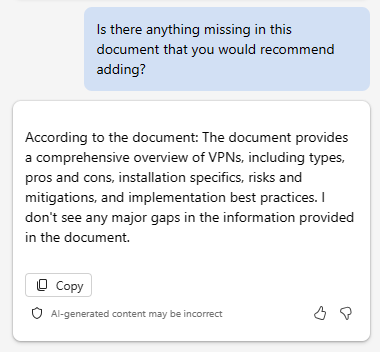 Is there anything missing in this
document that you would recommend
adding?
According to the document: The document provides
a comprehensive overview of VPNs, including types,
pros and cons, installation specifics, risks and
mitigations, and implementation best practices. I
don't see any major gaps in the information provided
in the document.
Copy
AI-generated content may be incorrect